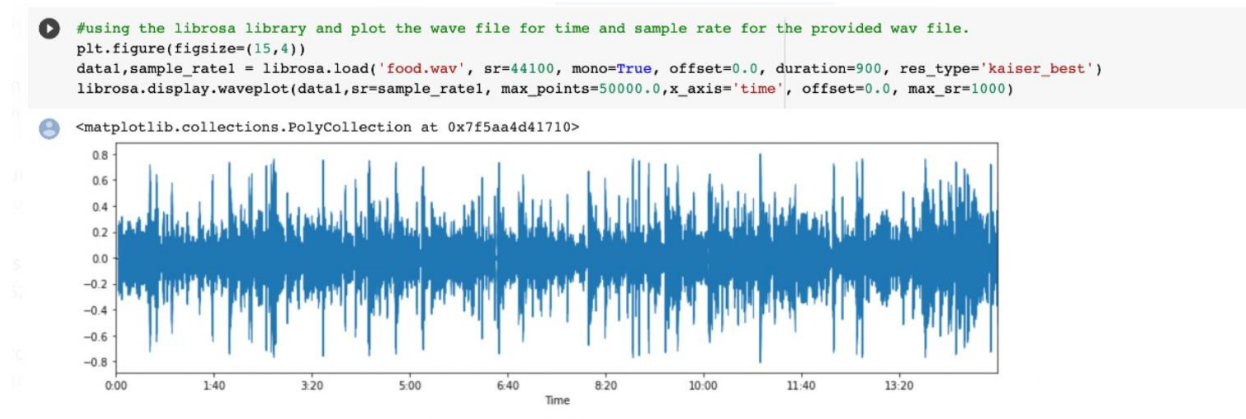 #using the librosa library and plot the wave file for time and sample rate for the provided wav file.
plt.figure(figsize=(15,4))
data1,sample_rate1 = librosa.load('food.wav', sr=44100, mono=True, offset=0.0, duration=900, res_type='kaiser_best')
librosa.display.waveplot(data1,sr=sample_rate1, max_points=50000.0,x_axis='time', offset=0.0, max_sr=1000)
<matplotlib.collections.PolyCollection at 0x7f5aa4d41710>
0.8
0.6
0.4
0.2
0.0
−0.2
−0.4
−0.6
−0.8
0:00 1:40 3:20 5:00 6:40 8:20 10:00 11:40 13:20
Time